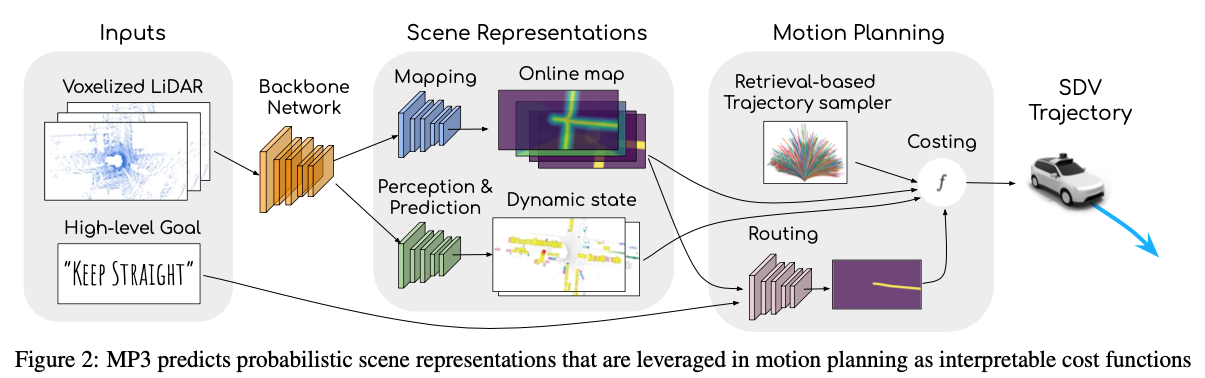 Inputs
Scene Representations
Motion Planning
Voxelized LiDAR
Backbone
Network
Mapping
Online map
Retrieval-based
Trajectory sampler
SDV
Trajectory
Costing
f
Perception &
Prediction
Dynamic state
High-level Goal
"KEEP STRAIGHT"
Routing
Figure 2: MP3 predicts probabilistic scene representations that are leveraged in motion planning as interpretable cost functions